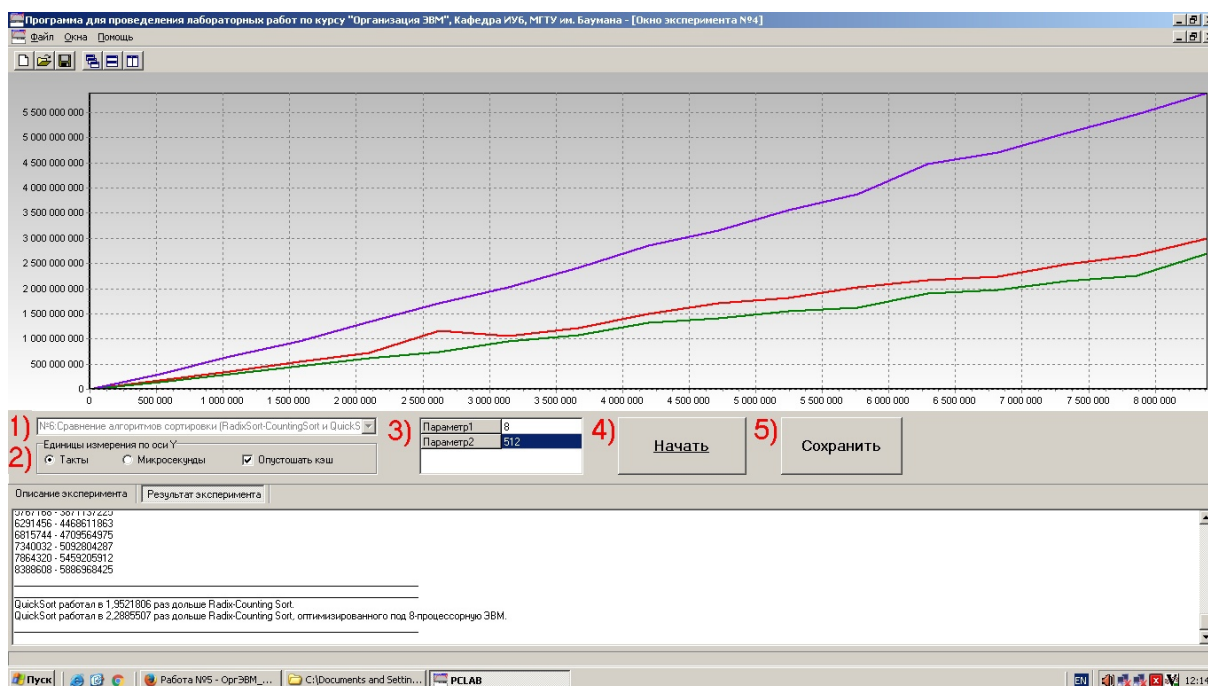 Программа для проведеления лабораторных работ по курсу "Организация ЭВМ", Кафедра ИУ6, МГТУ им. Баумана - [Окно эксперимента №4]
Файл Окна Помощь
5 500 000 000
5 000 000 000
4 500 000 000
4 000 000 000
3 500 000 000
3 000 000 000
2 500 000 000
2 000 000 000
1 500 000 000
1 000 000 000
500 000 000
0
0 500 000 1 000 000 1 500 000 2 000 000 2 500 000 3 000 000 3 500 000 4 000 000 4 500 000 5 000 000 5 500 000 6 000 000 6 500 000 7 000 000 7 500 000 8 000 000
1) №6:Сравнение алгоритмов сортировки (RadixSort-CountingSort и QuickS
Единицы измерения по оси Y
2) Такты Микросекунды Опустошать кэш
3) Параметр1 8
Параметр2 512
4) Начать
5) Сохранить
Описание эксперимента Результат эксперимента
5767168 - 3871137225
6291456 - 4468611863
6815744 - 4709564975
7340032 - 5092804287
7864320 - 5459205912
8388608 - 5886968425
QuickSort работал в 1,9521806 раз дольше Radix-Counting Sort.
QuickSort работал в 2,2885507 раз дольше Radix-Counting Sort, оптимизированного под 8-процессорную ЭВМ.
Пуск Работа №5 - ОргЭВМ_... C:\Documents and Settin... PCLAB EN 12:14